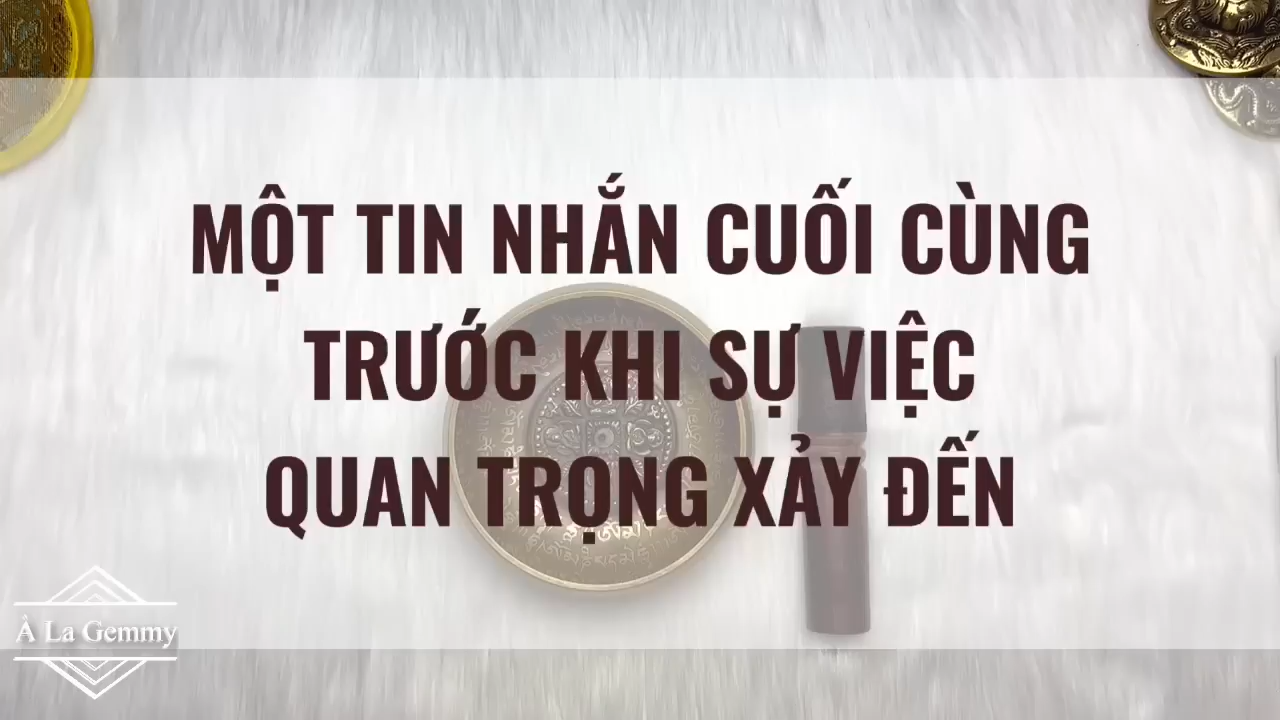 MỘT TIN NHẮN CUỐI CÙNG
TRƯỚC KHI SỰ VIỆC
QUAN TRỌNG XẢY ĐẾN
À La Gemmy